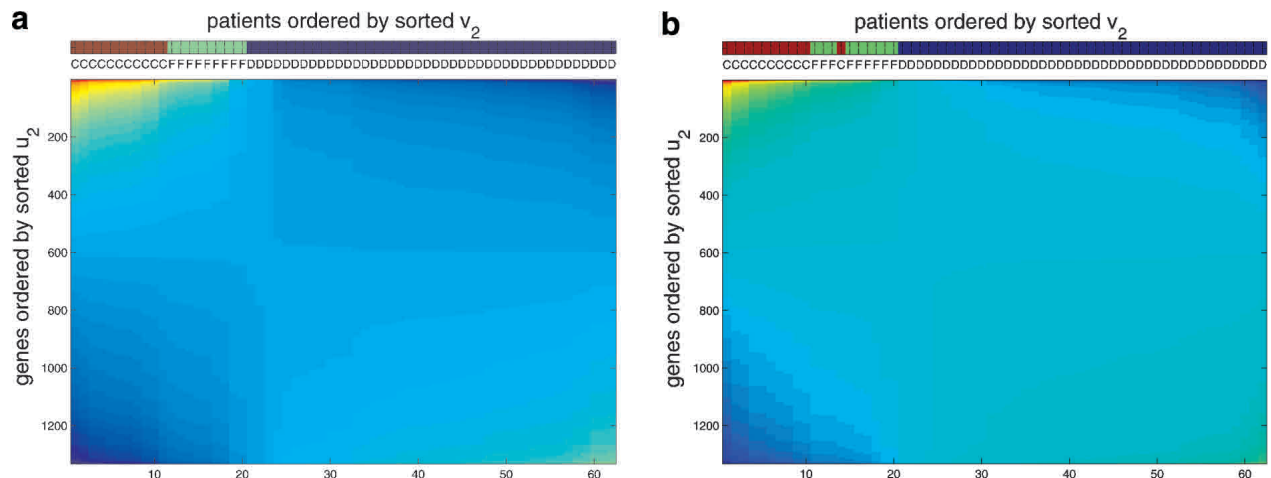 a
patients ordered by sorted v2
CCCCCCCCCCCFFFFFFFFFDDDDDDDDDDDDDDDDDDDDDDDDDDDDDDDDDDDDDDDDDD
genes ordered by sorted u2
200
400
600
800
1000
1200
10 20 30 40 50 60
b
patients ordered by sorted v2
CCCCCCCCCCFFFCFFFFFFDDDDDDDDDDDDDDDDDDDDDDDDDDDDDDDDDDDDDDDDDD
genes ordered by sorted u2
200
400
600
800
1000
1200
10 20 30 40 50 60